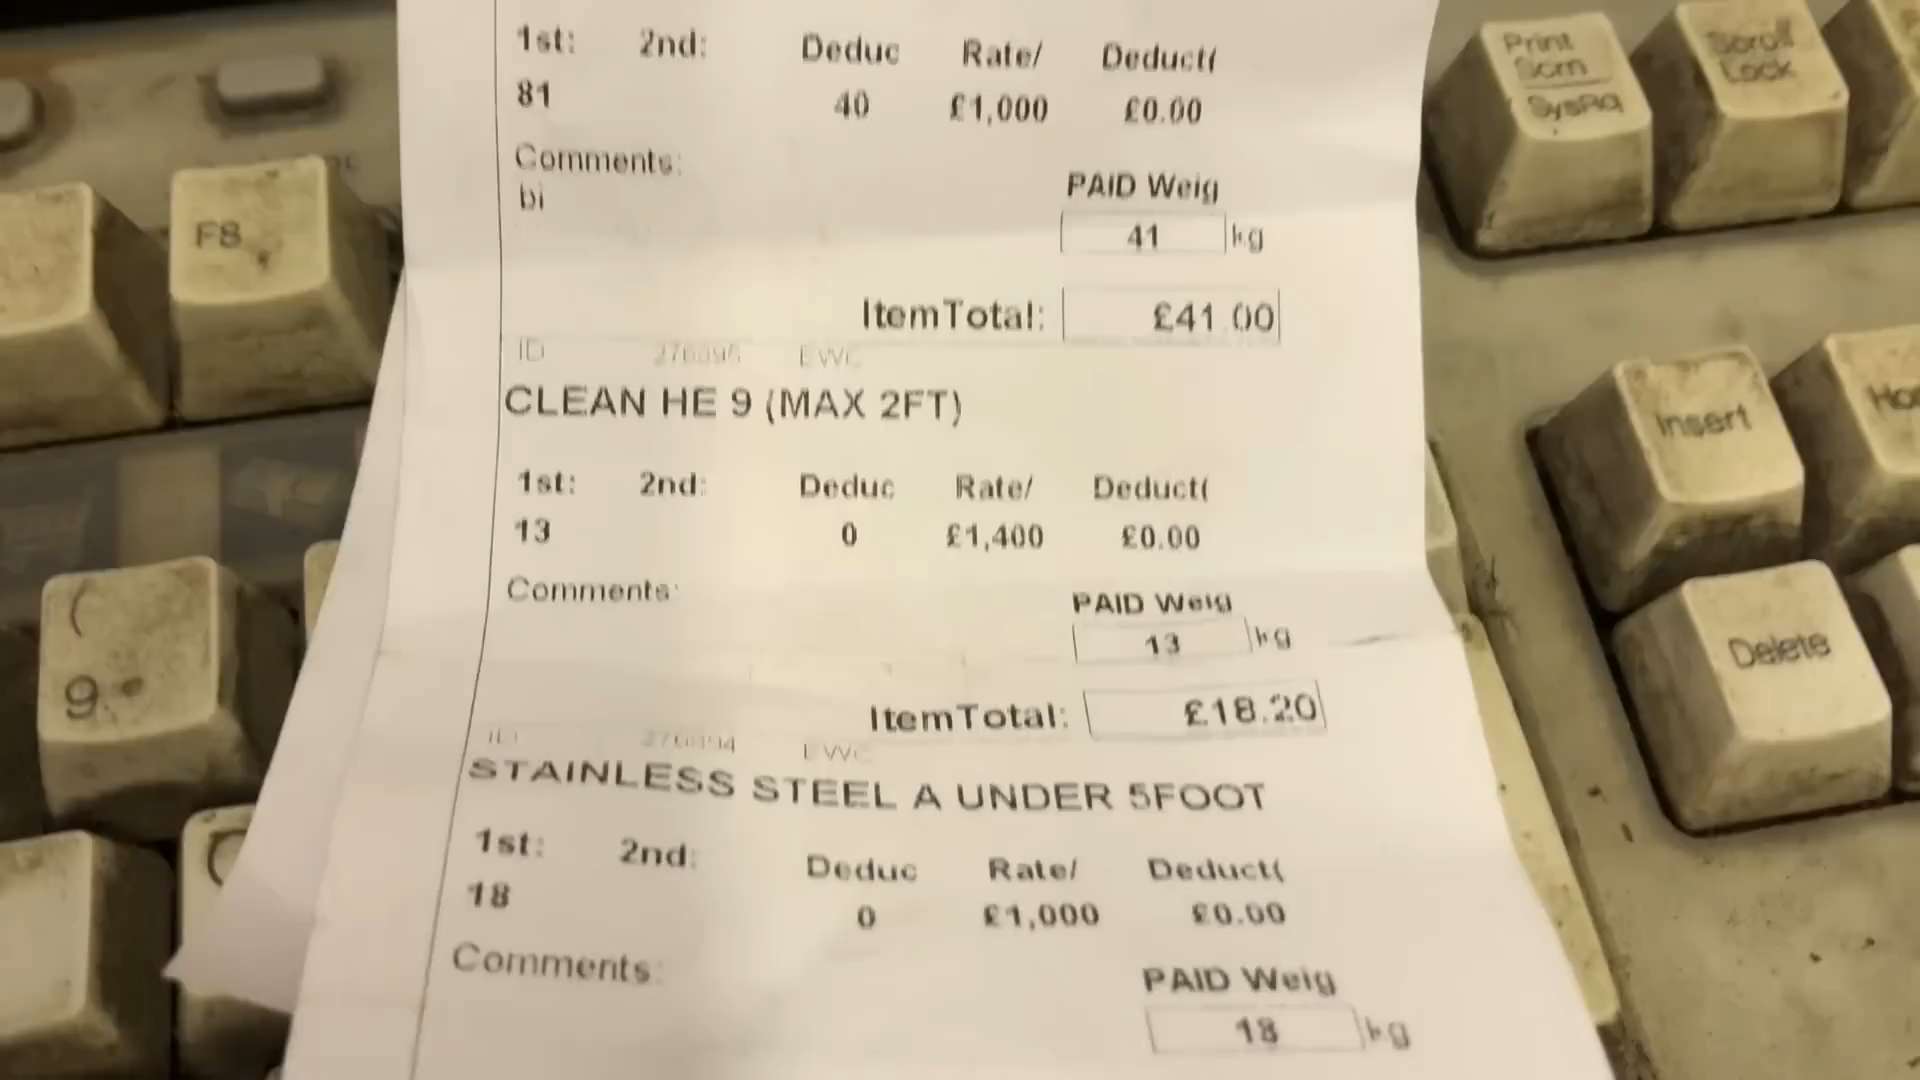 1st: 2nd: Deduc Rate/ Deduct(
81 40 £1,000 £0.00
Comments:
bi
PAID Weig
41 kg
ItemTotal: £41.00
ID EWC
CLEAN HE 9 (MAX 2FT)
1st: 2nd: Deduc Rate/ Deduct(
13 0 £1,400 £0.00
Comments:
PAID Weig
13 kg
ItemTotal: £18.20
ID EWC
STAINLESS STEEL A UNDER 5FOOT
1st: 2nd: Deduc Rate/ Deduct(
18 0 £1,000 £0.00
Comments:
PAID Weig
18 kg
F8
(
9
Print
Scrn
SysRq
Scroll
Lock
Insert
Delete